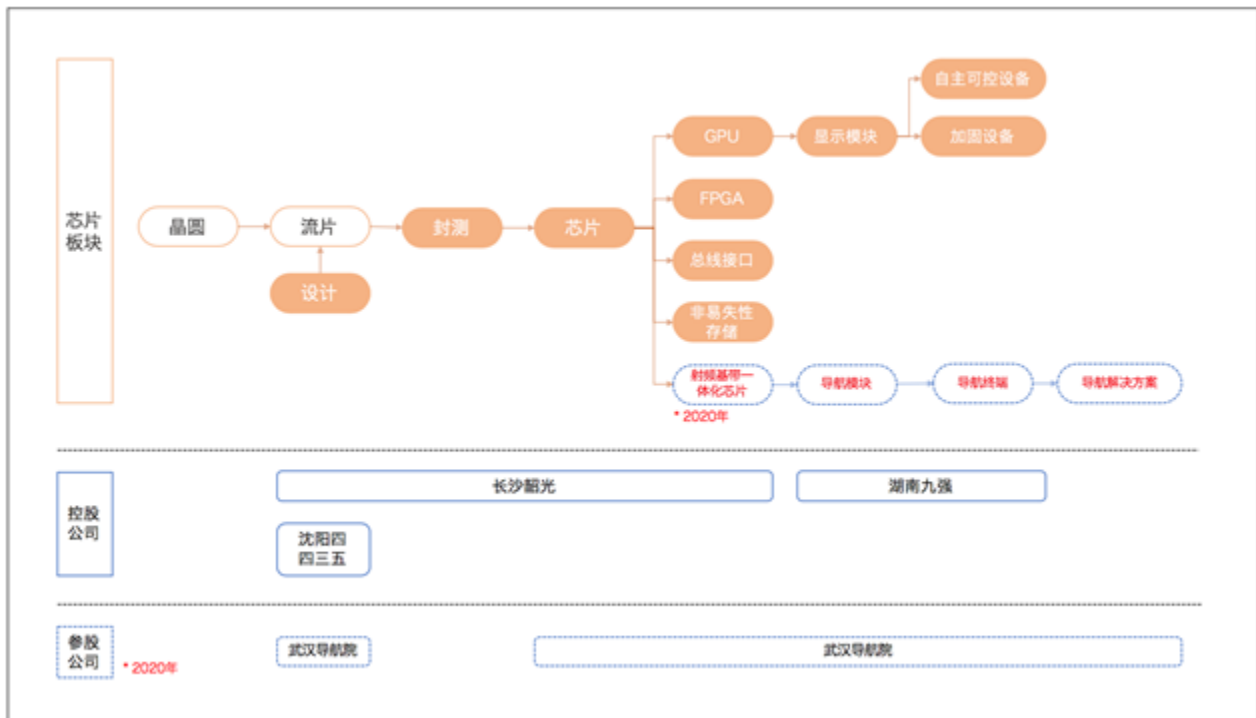 芯片
板块
晶圆
流片
设计
封测
芯片
GPU
显示模块
自主可控设备
加固设备
FPGA
总线接口
非易失性
存储
射频基带一
体化芯片
导航模块
导航终端
导航解决方案
* 2020年
控股
公司
长沙韶光
湖南九强
沈阳四
四三五
参股
公司
* 2020年
武汉导航院
武汉导航院